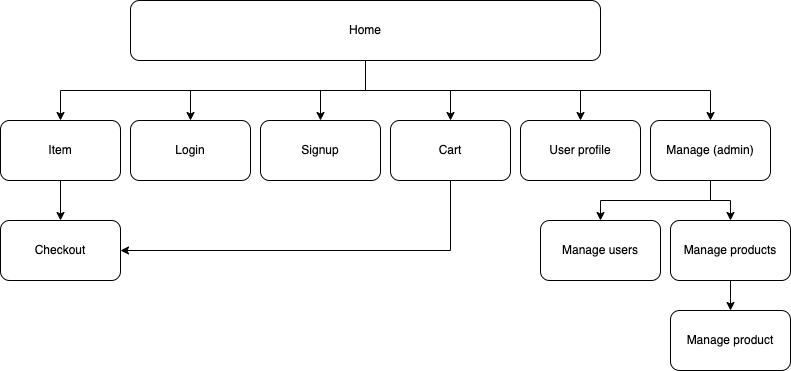 Home
Item
Login
Signup
Cart
User profile
Manage (admin)
Checkout
Manage users
Manage products
Manage product